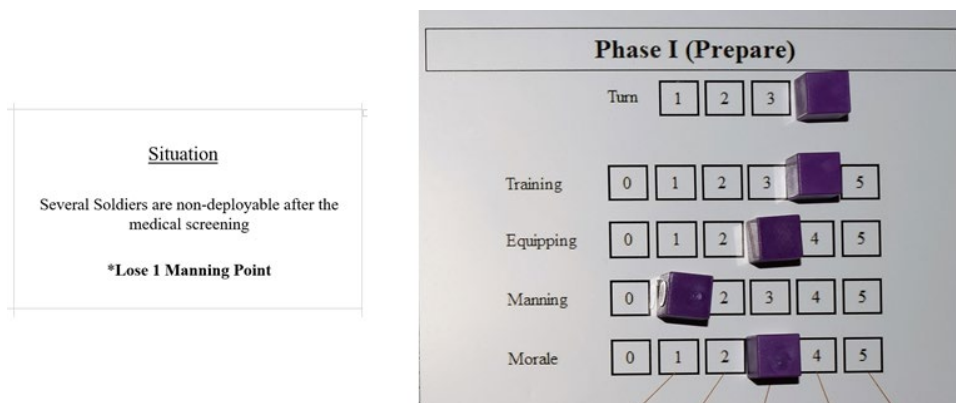 Situation
Several Soldiers are non-deployable after the
medical screening
*Lose 1 Manning Point
Phase I (Prepare)
Turn 1 2 3
Training 0 1 2 3 5
Equipping 0 1 2 4 5
Manning 0 2 3 4 5
Morale 0 1 2 4 5